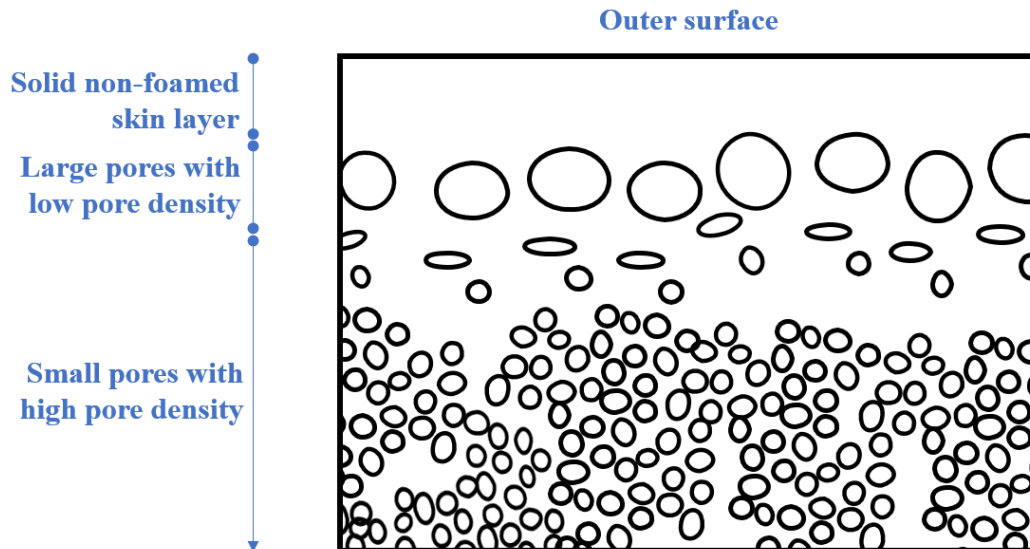 Outer surface
Solid non-foamed
skin layer
Large pores with
low pore density
Small pores with
high pore density